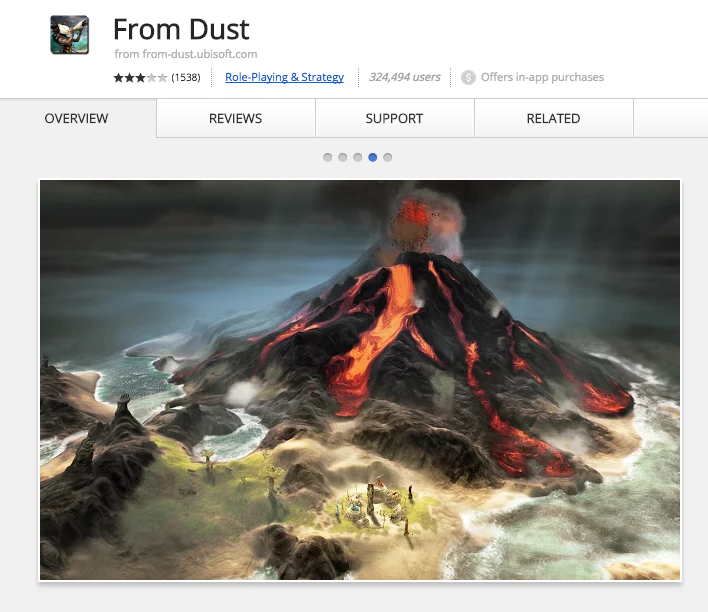 From Dust
from from-dust.ubisoft.com
★★★★★ (1538) Role-Playing & Strategy 324,494 users $ Offers in-app purchases
OVERVIEW REVIEWS SUPPORT RELATED